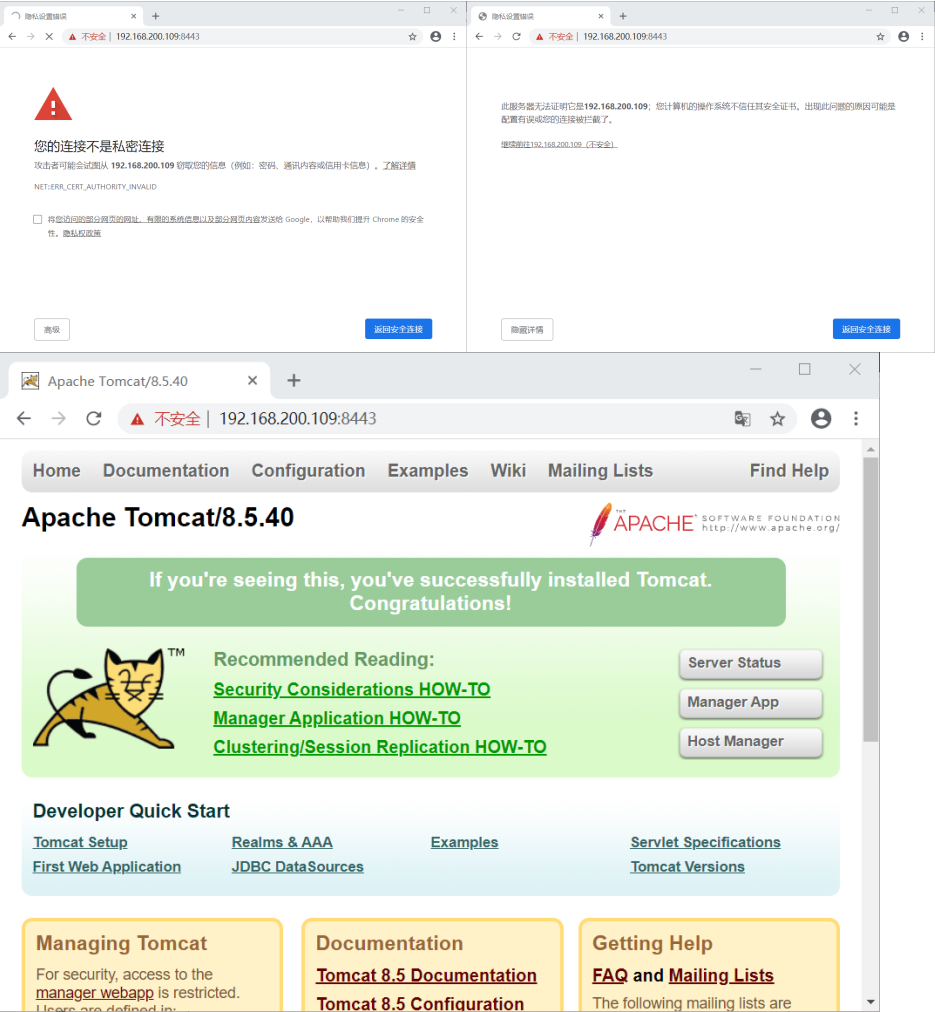 隐私设置错误
不安全 | 192.168.200.109:8443
您的连接不是私密连接
攻击者可能会试图从 192.168.200.109 窃取您的信息（例如：密码、通讯内容或信用卡信息）。了解详情
NET::ERR_CERT_AUTHORITY_INVALID
将您访问的部分网页的网址、有限的系统信息以及部分网页内容发送给 Google，以帮助我们提升 Chrome 的安全
性。隐私权政策
高级
返回安全连接
隐私设置错误
不安全 | 192.168.200.109:8443
此服务器无法证明它是192.168.200.109；您计算机的操作系统不信任其安全证书。出现此问题的原因可能是
配置有误或您的连接被拦截了。
继续前往192.168.200.109（不安全）
隐藏详情
返回安全连接
Apache Tomcat/8.5.40
不安全 | 192.168.200.109:8443
Home Documentation Configuration Examples Wiki Mailing Lists Find Help
Apache Tomcat/8.5.40
THE APACHE SOFTWARE FOUNDATION
http://www.apache.org/
If you're seeing this, you've successfully installed Tomcat.
Congratulations!
TM
Recommended Reading:
Security Considerations HOW-TO
Manager Application HOW-TO
Clustering/Session Replication HOW-TO
Server Status
Manager App
Host Manager
Developer Quick Start
Tomcat Setup Realms & AAA Examples Servlet Specifications
First Web Application JDBC DataSources Tomcat Versions
Managing Tomcat
For security, access to the
manager webapp is restricted.
Users are defined in:
Documentation
Tomcat 8.5 Documentation
Tomcat 8.5 Configuration
Getting Help
FAQ and Mailing Lists
The following mailing lists are